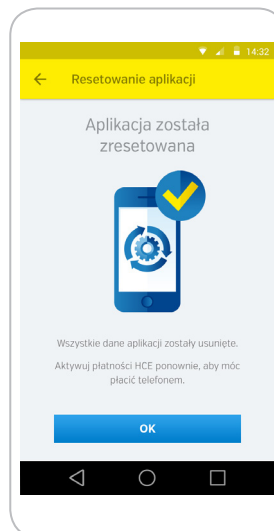 14:32
Resetowanie aplikacji
Aplikacja została
zresetowana
Wszystkie dane aplikacji zostały usunięte.
Aktywuj płatności HCE ponownie, aby móc
płacić telefonem.
OK